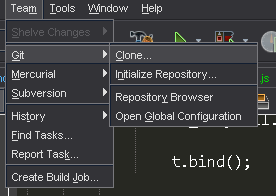 Team Tools Window Help
Shelve Changes
Git
Mercurial
Subversion
History
Find Tasks...
Report Task...
Create Build Job...
Clone...
Initialize Repository...
Repository Browser
Open Global Configuration
.js
t.bind();